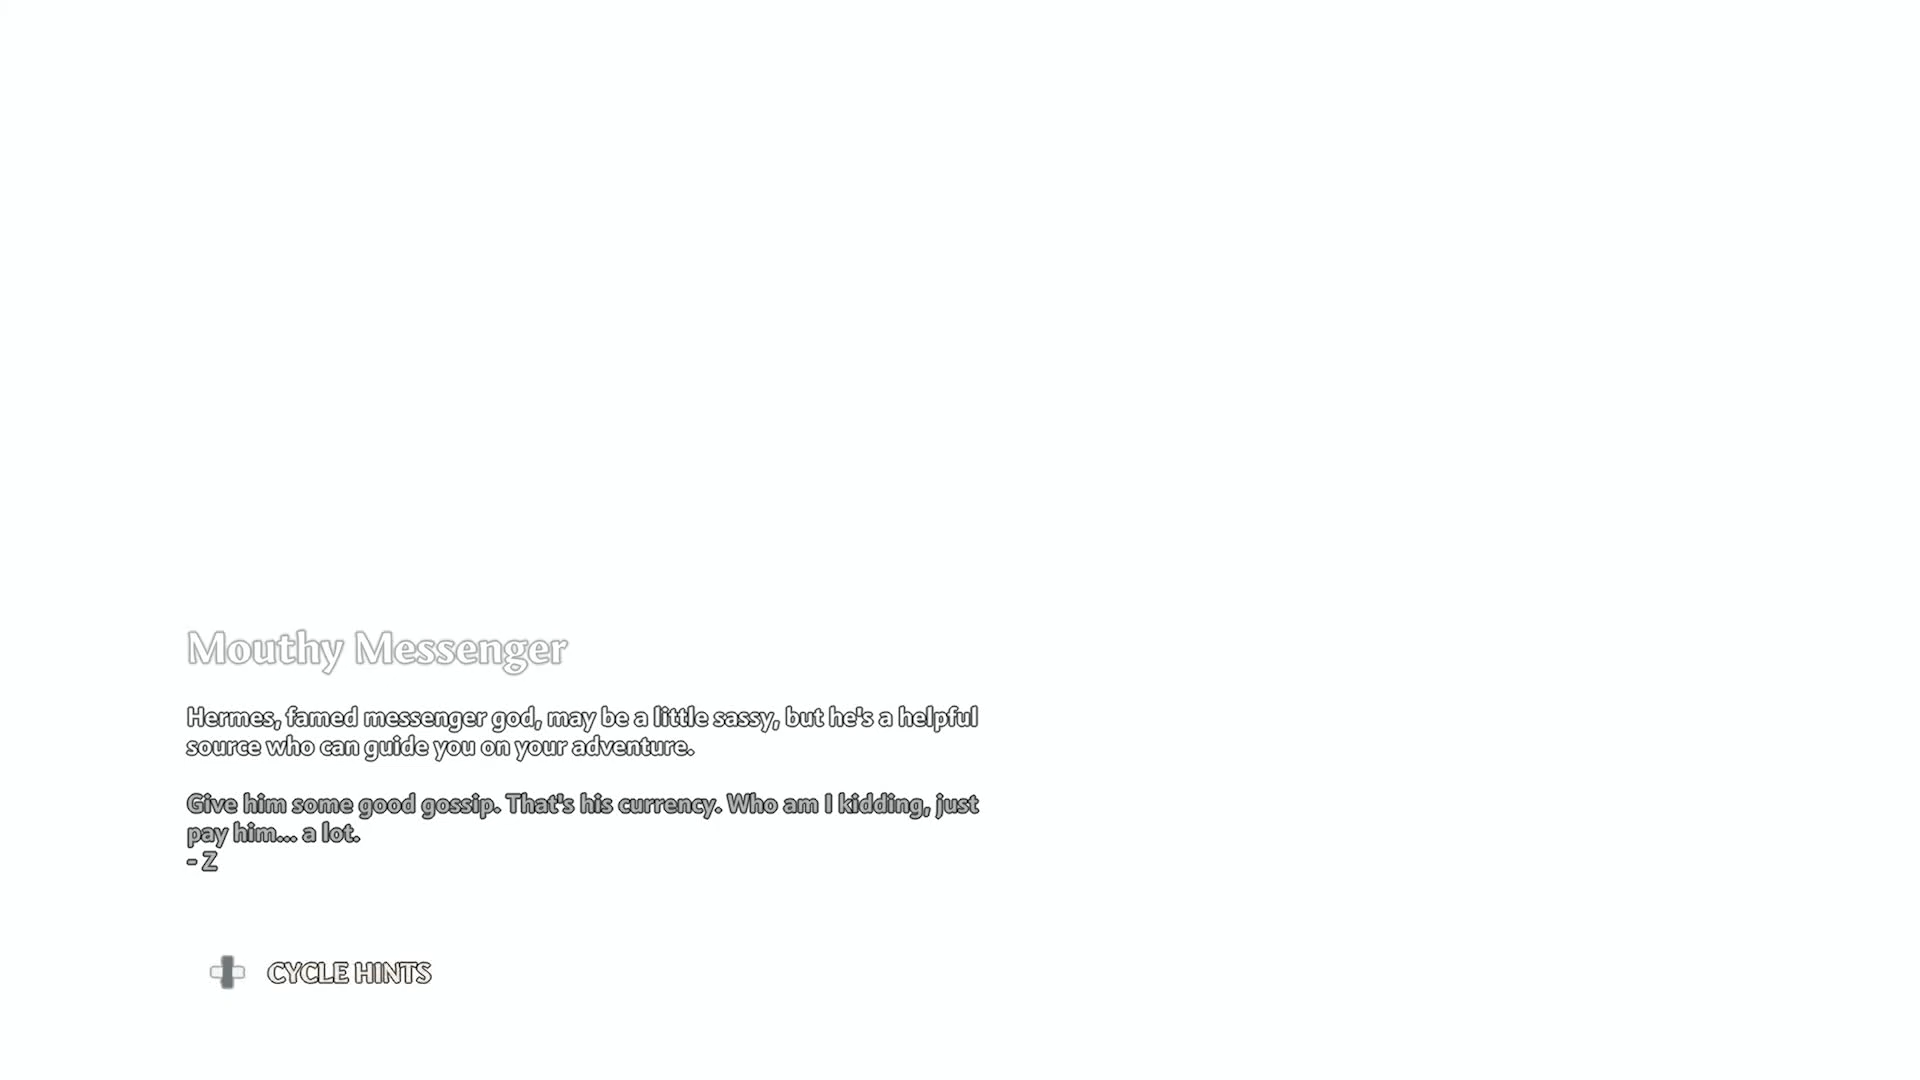 Mouthy Messenger
Hermes, famed messenger god, may be a little sassy, but he's a helpful
source who can guide you on your adventure.
Give him some good gossip. That's his currency. Who am I kidding, just
pay him... a lot.
- Z
CYCLE HINTS